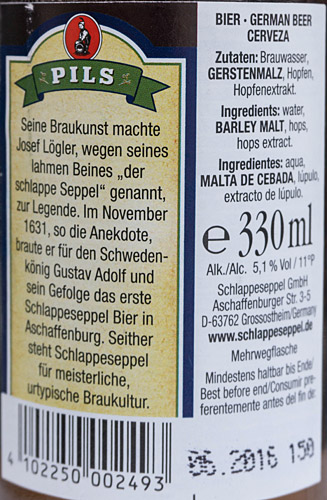 PILS
Seine Braukunst machte
Josef Lögler, wegen seines
lahmen Beines „der
schlappe Seppel" genannt,
zur Legende. Im November
1631, so die Anekdote,
braute er für den Schweden-
könig Gustav Adolf und
sein Gefolge das erste
Schlappeseppel Bier in
Aschaffenburg. Seither
steht Schlappeseppel
für meisterliche,
urtypische Braukultur.
4 102250 002493
BIER · GERMAN BEER
CERVEZA
Zutaten: Brauwasser,
GERSTENMALZ, Hopfen,
Hopfenextrakt.
Ingredients: water,
BARLEY MALT, hops,
hops extract.
Ingredientes: aqua,
MALTA DE CEBADA, lúpulo,
extracto de lúpulo.
℮ 330 ml
Alk./Alc. 5,1 % Vol / 11°P
Schlappeseppel GmbH
Aschaffenburger Str. 3-5
D-63762 Grossostheim/Germany
www.schlappeseppel.de
Mehrwegflasche
Mindestens haltbar bis Ende/
Best before end/Consumir pre-
ferentemente antes del fin de:
06.2016 150